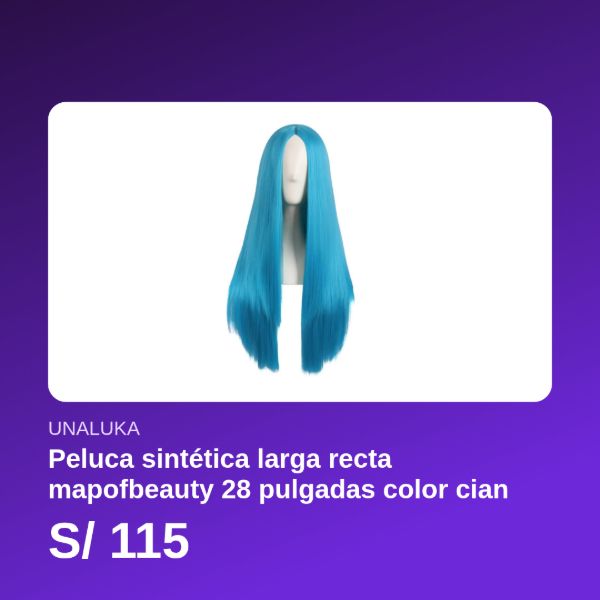 UNALUKA
Peluca sintética larga recta
mapofbeauty 28 pulgadas color cian
S/ 115